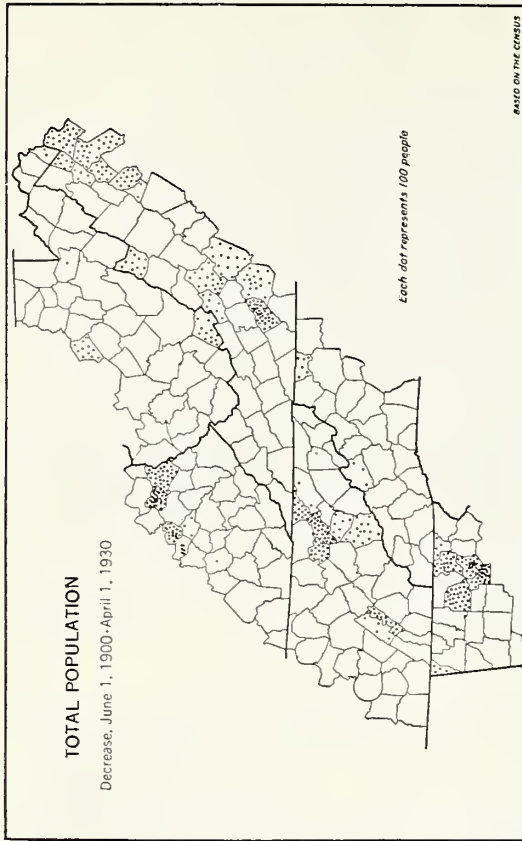 TOTAL POPULATION
Decrease, June 1, 1900-April 1, 1930
Each dot represents 100 people
BASED ON THE CENSUS